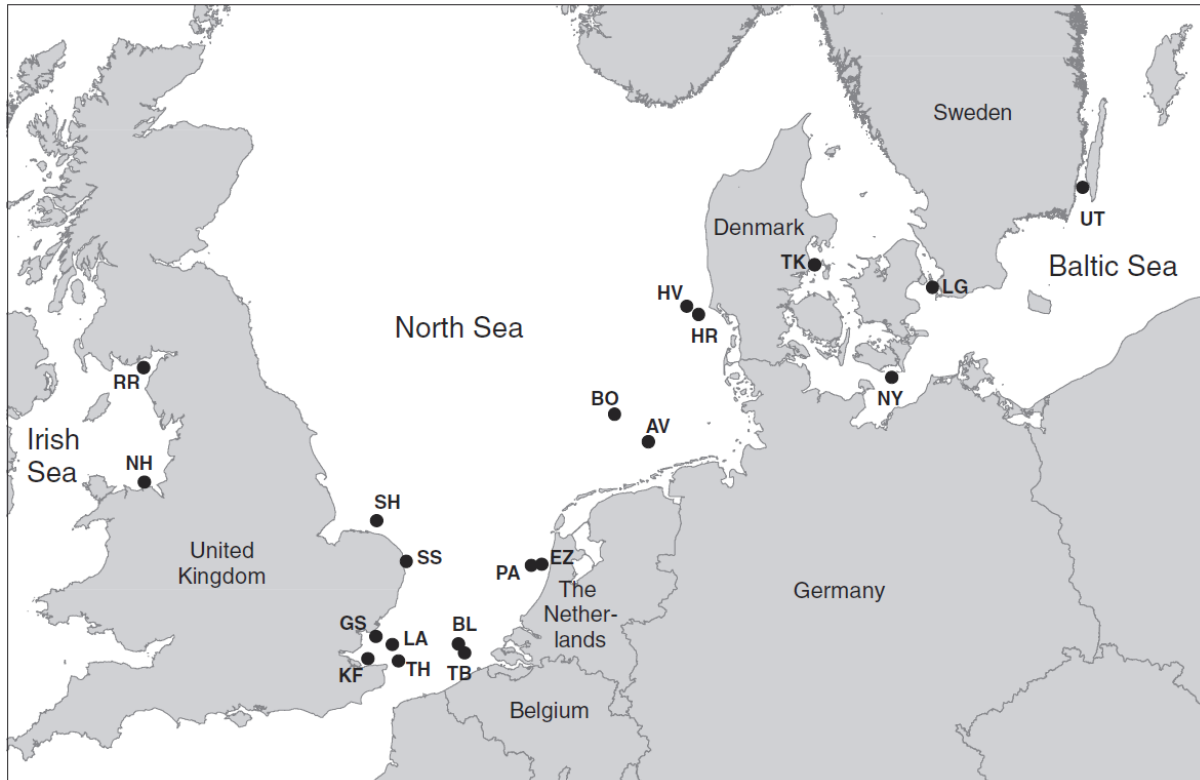 Sweden
UT
Denmark
TK
Baltic Sea
LG
HV
HR
North Sea
RR
NY
BO
AV
Irish
Sea
NH
SH
SS
United
Kingdom
PA
EZ
The
Nether-
lands
Germany
GS
LA
BL
KF
TH
TB
Belgium